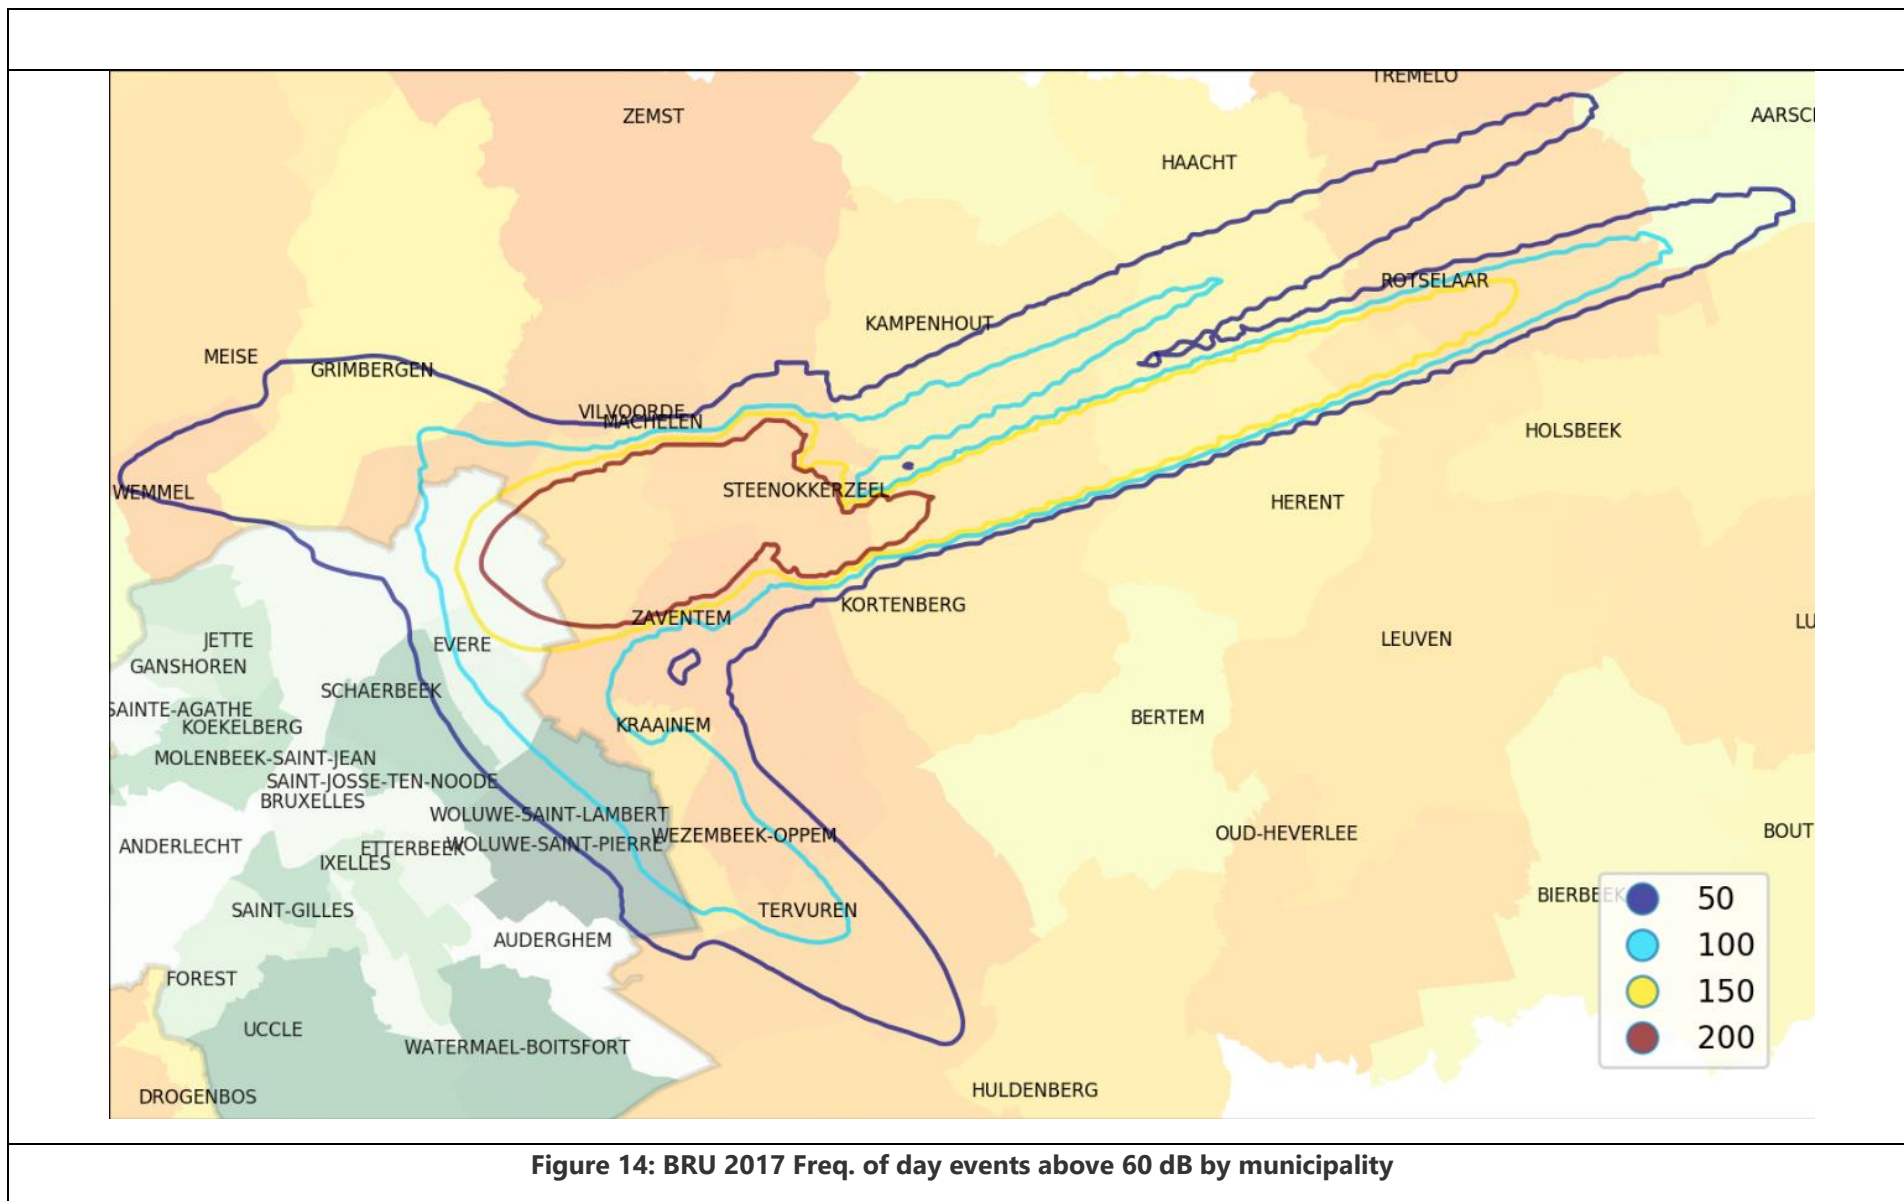 TREMELO
ZEMST
AARSCI
HAACHT
ROTSELAAR
KAMPENHOUT
MEISE
GRIMBERGEN
VILVOORDE
MACHELEN
HOLSBEEK
WEMMEL
STEENOKKERZEEL
HERENT
KORTENBERG
ZAVENTEM
LU
JETTE
EVERE
LEUVEN
GANSHOREN
SCHAERBEEK
SAINTE-AGATHE
KOEKELBERG
KRAAINEM
BERTEM
MOLENBEEK-SAINT-JEAN
SAINT-JOSSE-TEN-NOODE
BRUXELLES
WOLUWE-SAINT-LAMBERT
WEZEMBEEK-OPPEM
OUD-HEVERLEE
BOUT
ANDERLECHT
ETTERBEEK
WOLUWE-SAINT-PIERRE
IXELLES
BIERBEEK
SAINT-GILLES
TERVUREN
AUDERGHEM
FOREST
UCCLE
WATERMAEL-BOITSFORT
DROGENBOS
HULDENBERG
50
100
150
200
Figure 14: BRU 2017 Freq. of day events above 60 dB by municipality